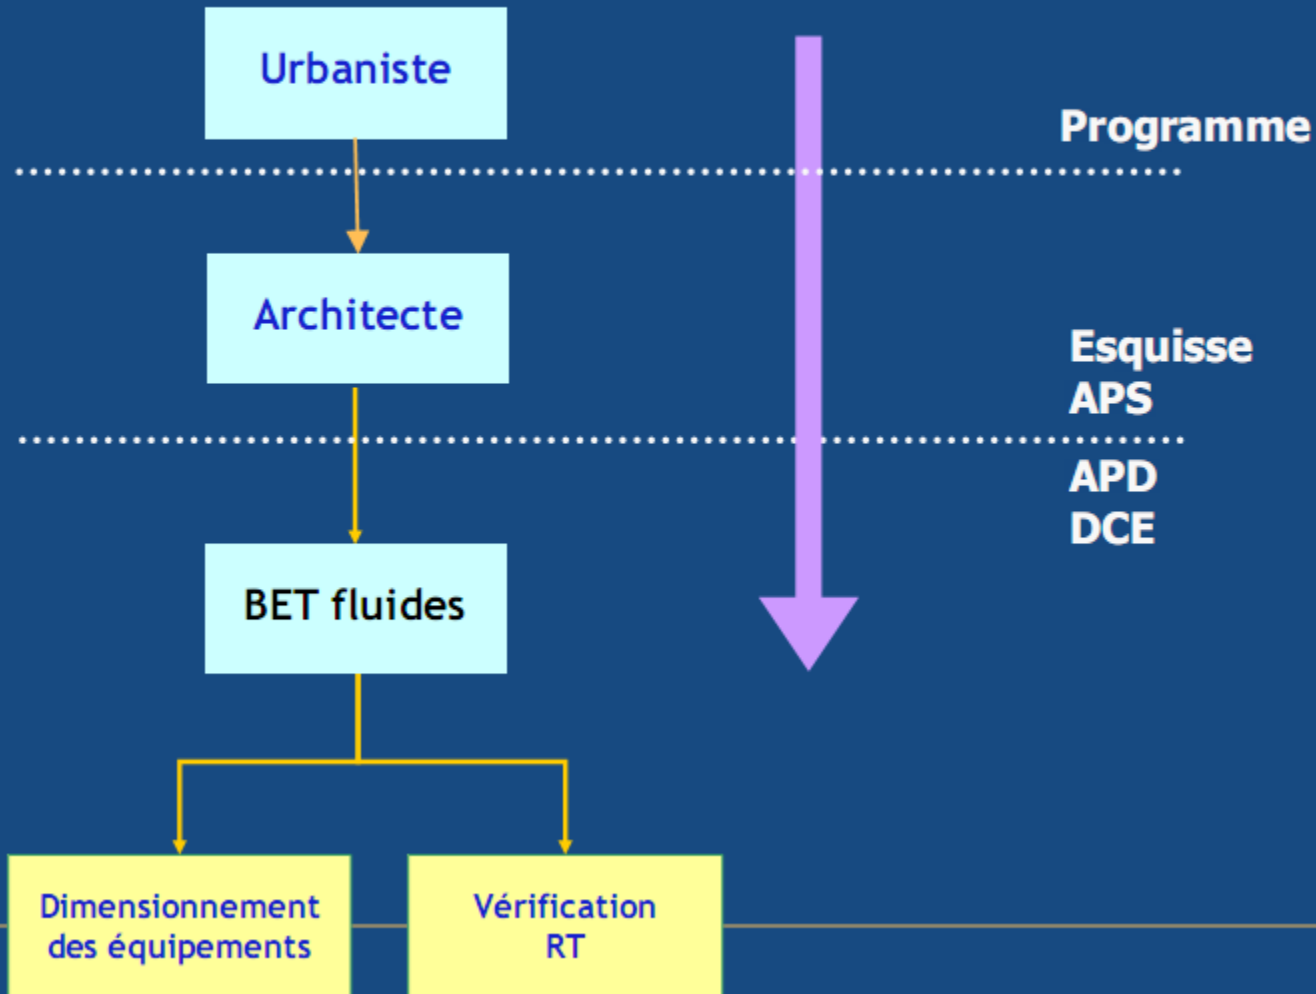 Urbaniste
Programme
Architecte
Esquisse
APS
APD
DCE
BET fluides
Dimensionnement
des équipements
Vérification
RT